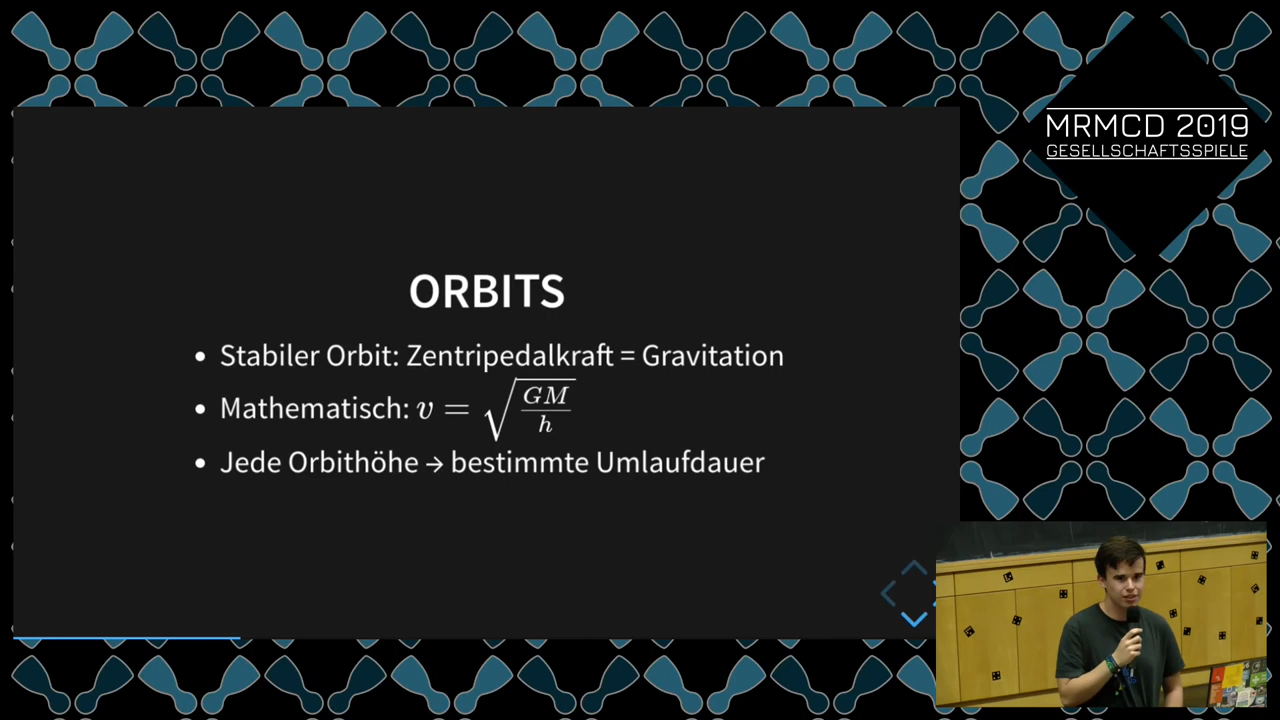 MRMCD 2019
GESELLSCHAFTSSPIELE
ORBITS
• Stabiler Orbit: Zentripedalkraft = Gravitation
• Mathematisch: v = √(GM/h)
• Jede Orbithöhe → bestimmte Umlaufdauer